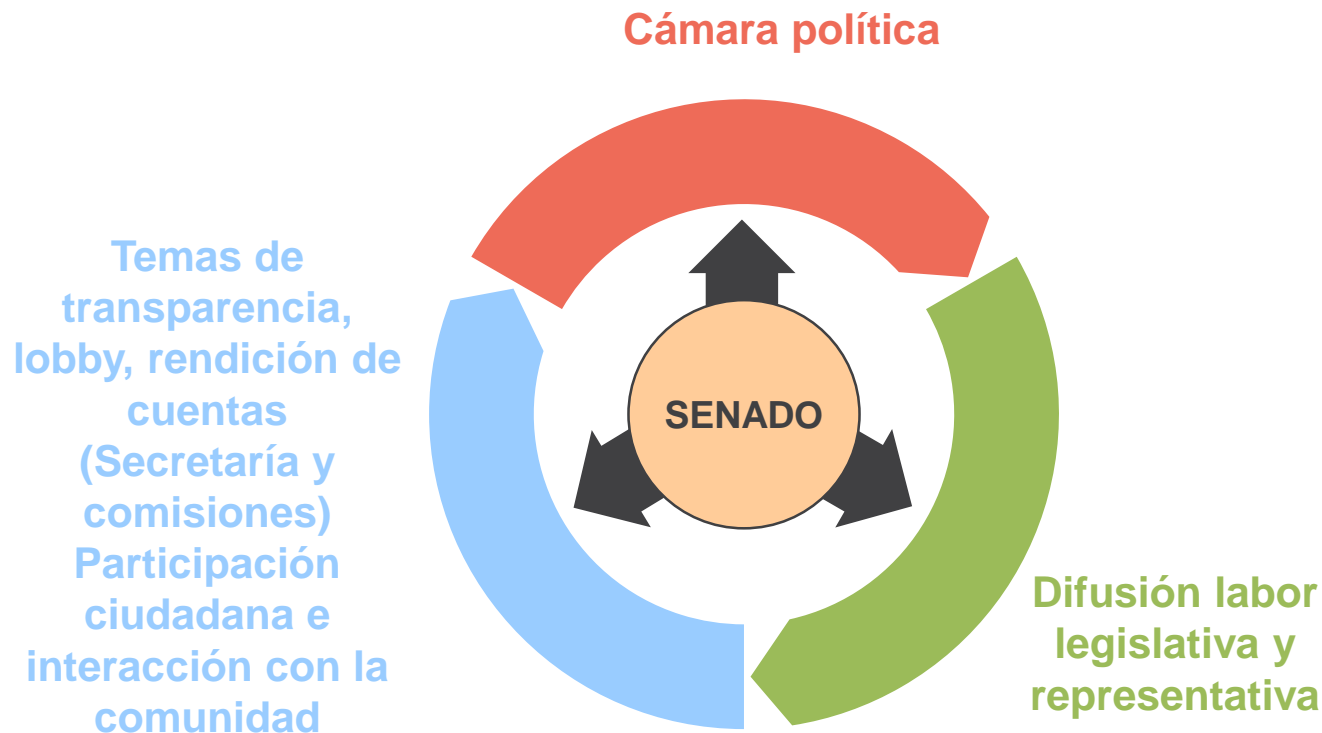 Cámara política
Temas de
transparencia,
lobby, rendición de
cuentas
(Secretaría y
comisiones)
Participación
ciudadana e
interacción con la
comunidad
SENADO
Difusión labor
legislativa y
representativa